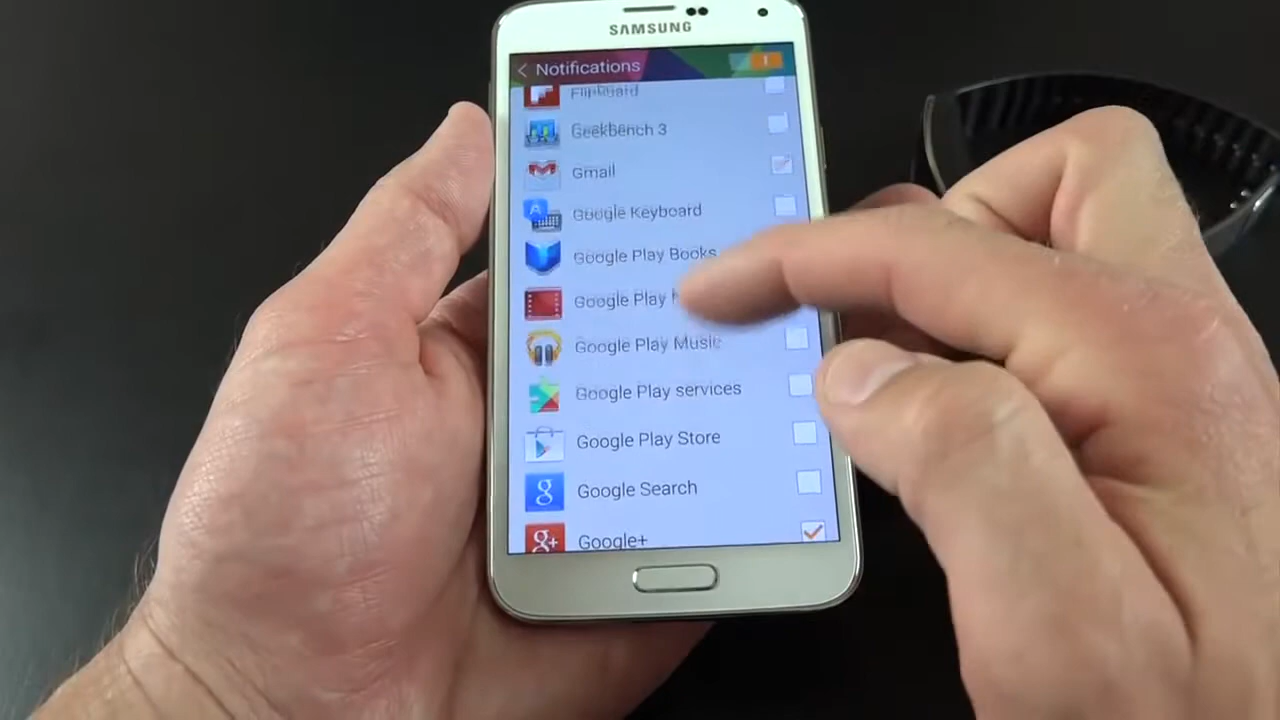 SAMSUNG
Notifications
Flipboard
Geekbench 3
Gmail
Google Keyboard
Google Play Books
Google Play
Google Play Music
Google Play services
Google Play Store
Google Search
Google+